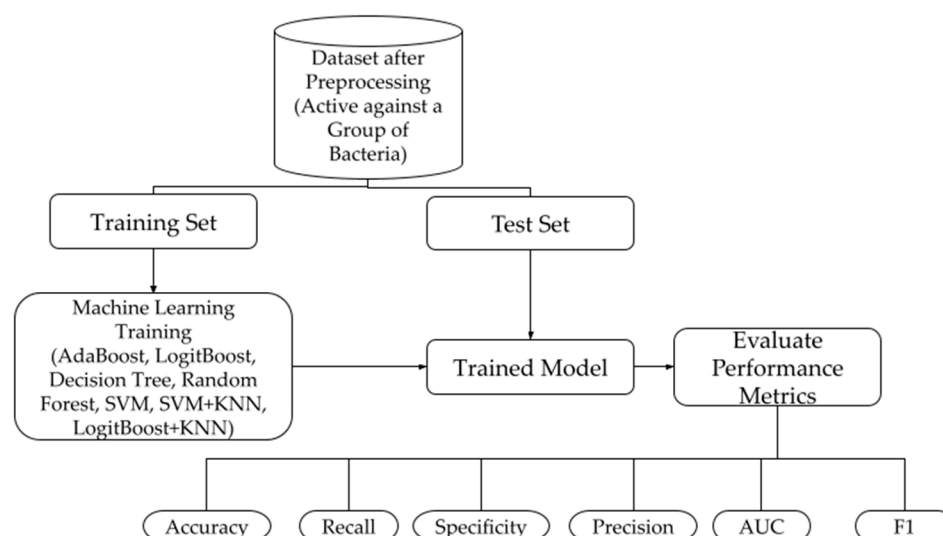 Dataset after
Preprocessing
(Active against a
Group of
Bacteria)
Training Set
Test Set
Machine Learning
Training
(AdaBoost, LogitBoost,
Decision Tree, Random
Forest, SVM, SVM+KNN,
LogitBoost+KNN)
Trained Model
Evaluate
Performance
Metrics
Accuracy
Recall
Specificity
Precision
AUC
F1